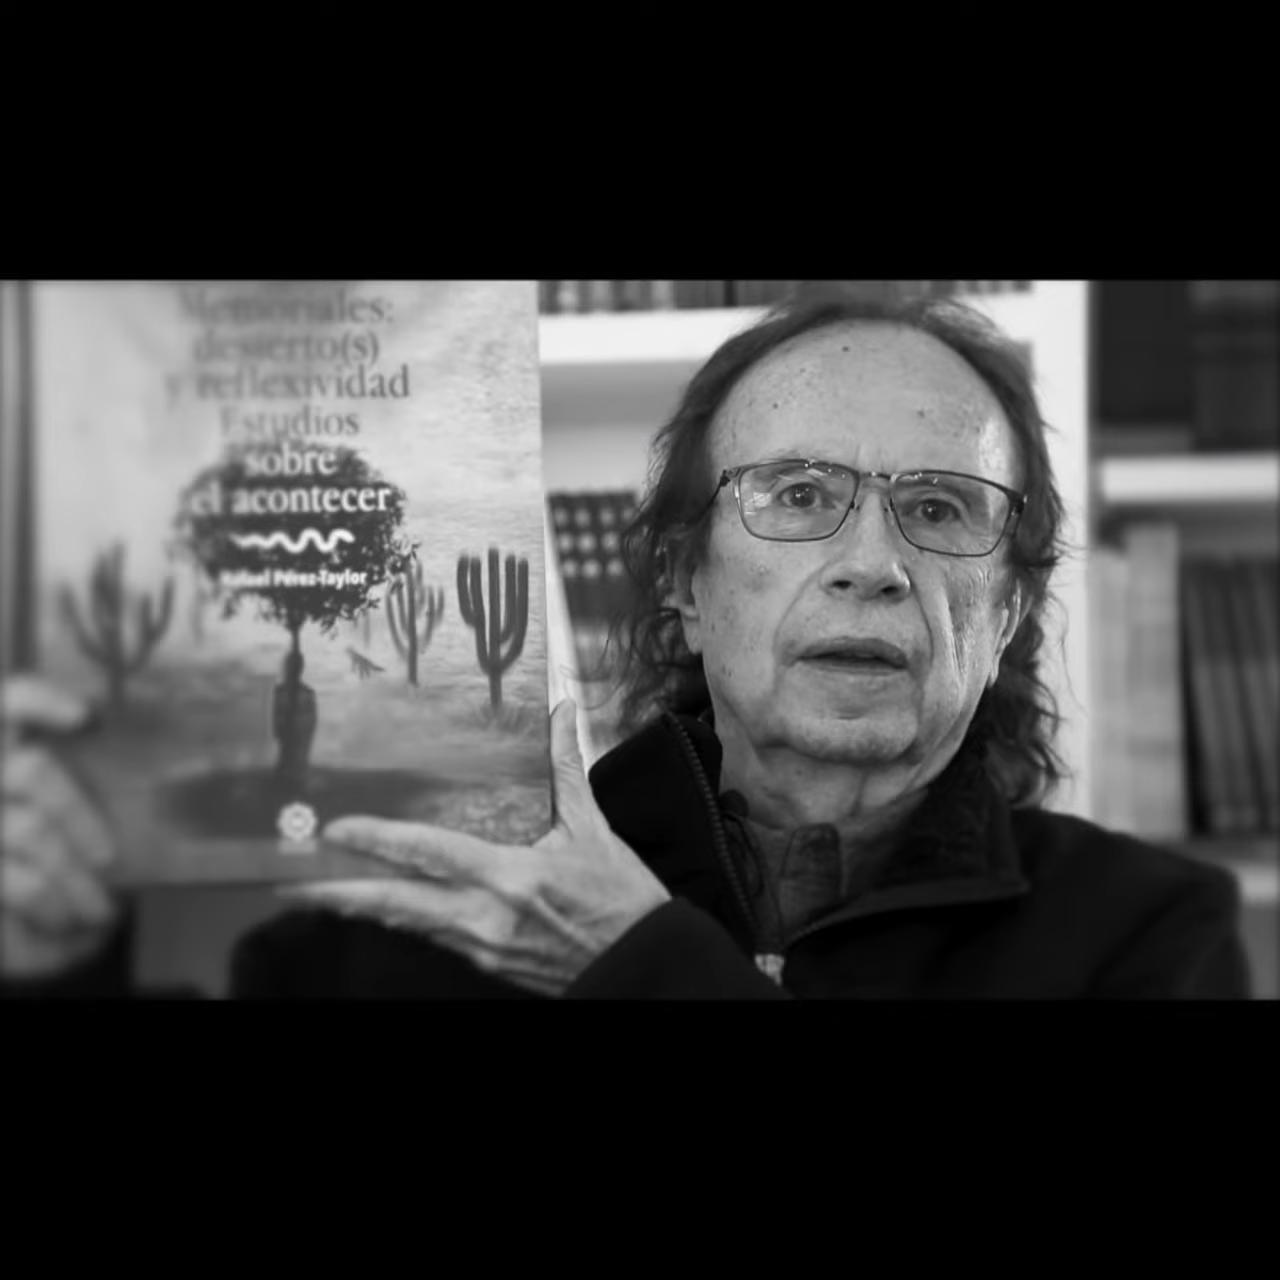 Memoriales:
desierto(s)
y reflexividad
Estudios
sobre
el acontecer
Rafael Pérez-Taylor